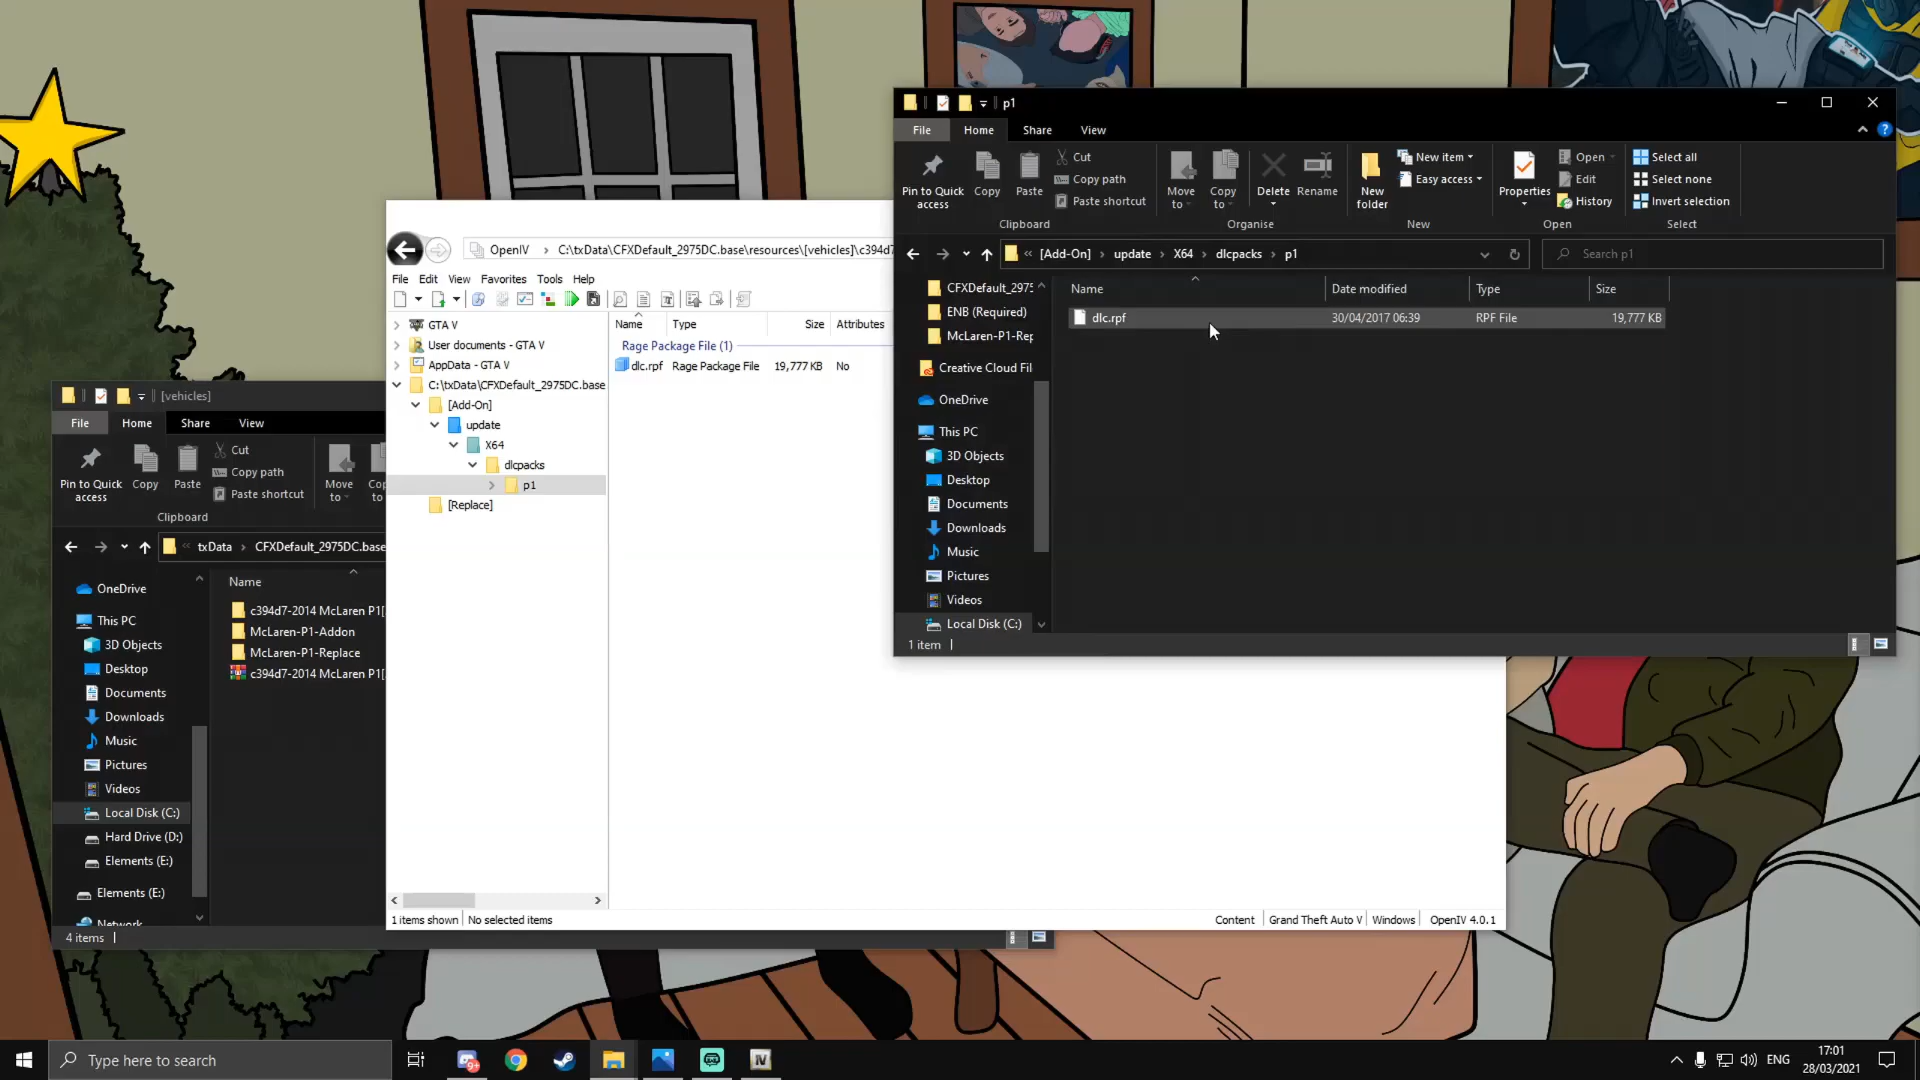 p1
File Home Share View
Pin to Quick access
Copy
Paste
Cut
Copy path
Paste shortcut
Move to
Copy to
Delete
Rename
New folder
New item
Easy access
Properties
Open
Edit
History
Select all
Select none
Invert selection
Clipboard
Organise
New
Open
Select
« [Add-On] › update › X64 › dlcpacks › p1
Search p1
CFXDefault_2975
ENB (Required)
McLaren-P1-Rep
Creative Cloud Fil
OneDrive
This PC
3D Objects
Desktop
Documents
Downloads
Music
Pictures
Videos
Local Disk (C:)
Name Date modified Type Size
dlc.rpf 30/04/2017 06:39 RPF File 19,777 KB
1 item
OpenIV › C:\txData\CFXDefault_2975DC.base\resources\[vehicles]\c394d7
File Edit View Favorites Tools Help
GTA V
User documents - GTA V
AppData - GTA V
C:\txData\CFXDefault_2975DC.base
[Add-On]
update
X64
dlcpacks
p1
[Replace]
Name Type Size Attributes
Rage Package File (1)
dlc.rpf Rage Package File 19,777 KB No
1 items shown No selected items
Content Grand Theft Auto V Windows OpenIV 4.0.1
[vehicles]
File Home Share View
Pin to Quick access
Copy
Paste
Cut
Copy path
Paste shortcut
Move to
Clipboard
« txData › CFXDefault_2975DC.base
OneDrive
This PC
3D Objects
Desktop
Documents
Downloads
Music
Pictures
Videos
Local Disk (C:)
Hard Drive (D:)
Elements (E:)
Elements (E:)
Network
Name
c394d7-2014 McLaren P1[
McLaren-P1-Addon
McLaren-P1-Replace
c394d7-2014 McLaren P1[
4 items
Type here to search
9+
IV
ENG
17:01
28/03/2021